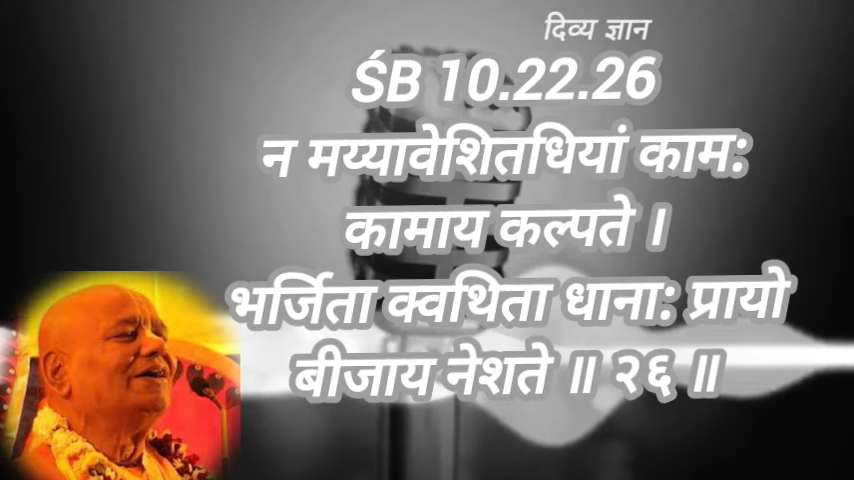 दिव्य ज्ञान
ŚB 10.22.26
न मय्यावेशितधियां काम:
कामाय कल्पते ।
भर्जिता क्वथिता धाना: प्रायो
बीजाय नेशते ॥ २६ ॥